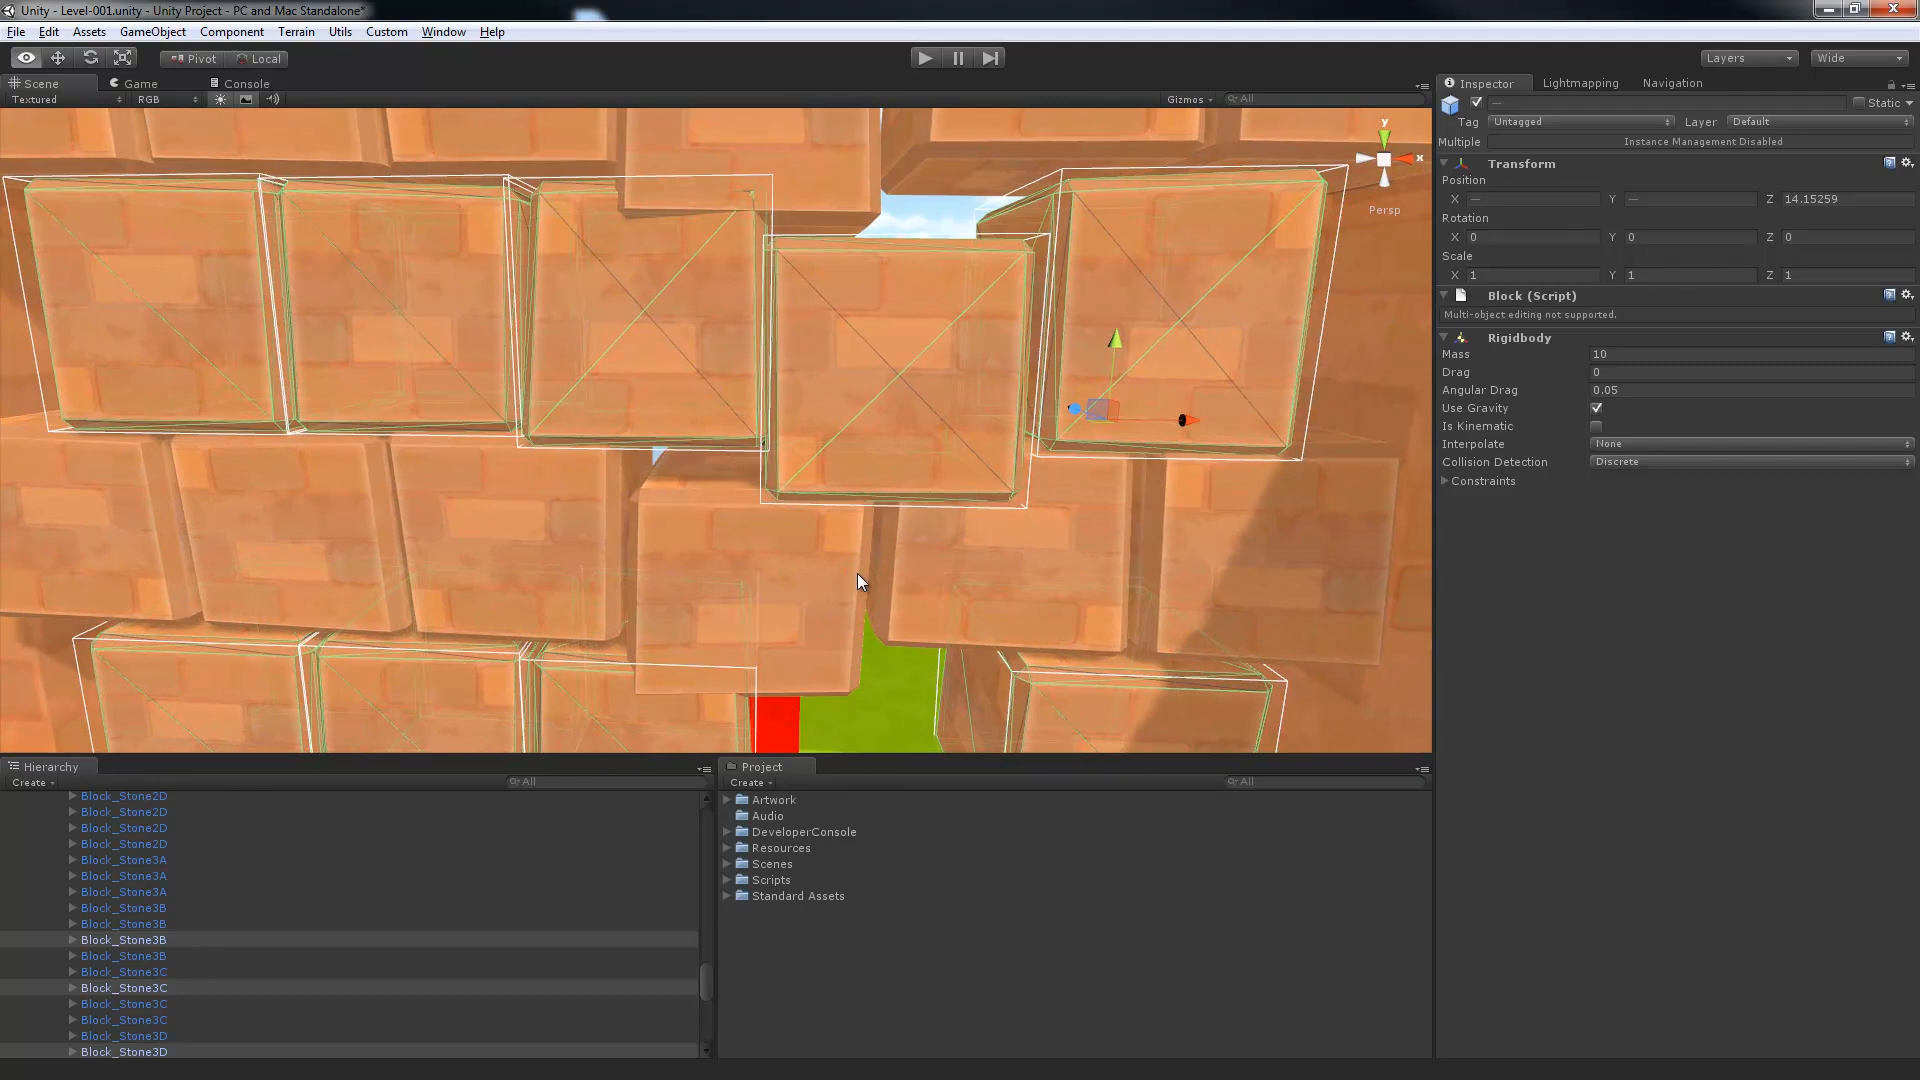 Unity - Level-001.unity - Unity Project - PC and Mac Standalone*
File Edit Assets GameObject Component Terrain Utils Custom Window Help
Pivot Local Layers Wide
Scene Game Console
Textured RGB Gizmos All
y
x
Persp
Inspector Lightmapping Navigation
— Static
Tag Untagged Layer Default
Multiple Instance Management Disabled
Transform
Position
X — Y — Z 14.15259
Rotation
X 0 Y 0 Z 0
Scale
X 1 Y 1 Z 1
Block (Script)
Multi-object editing not supported.
Rigidbody
Mass 10
Drag 0
Angular Drag 0.05
Use Gravity
Is Kinematic
Interpolate None
Collision Detection Discrete
Constraints
Hierarchy
Create All
Block_Stone2D
Block_Stone2D
Block_Stone2D
Block_Stone2D
Block_Stone3A
Block_Stone3A
Block_Stone3A
Block_Stone3B
Block_Stone3B
Block_Stone3B
Block_Stone3B
Block_Stone3C
Block_Stone3C
Block_Stone3C
Block_Stone3C
Block_Stone3D
Block_Stone3D
Project
Create All
Artwork
Audio
DeveloperConsole
Resources
Scenes
Scripts
Standard Assets